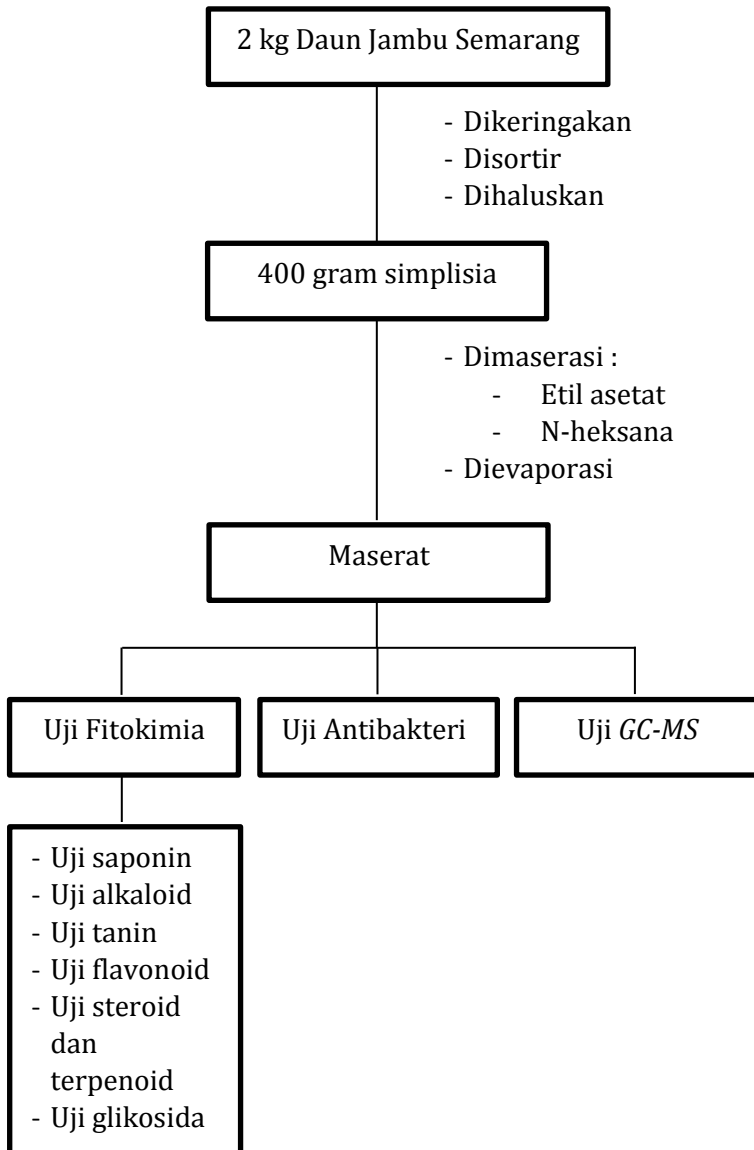 2 kg Daun Jambu Semarang
- Dikeringakan
- Disortir
- Dihaluskan
400 gram simplisia
- Dimaserasi :
- Etil asetat
- N-heksana
- Dievaporasi
Maserat
Uji Fitokimia
Uji Antibakteri
Uji GC-MS
- Uji saponin
- Uji alkaloid
- Uji tanin
- Uji flavonoid
- Uji steroid
dan
terpenoid
- Uji glikosida